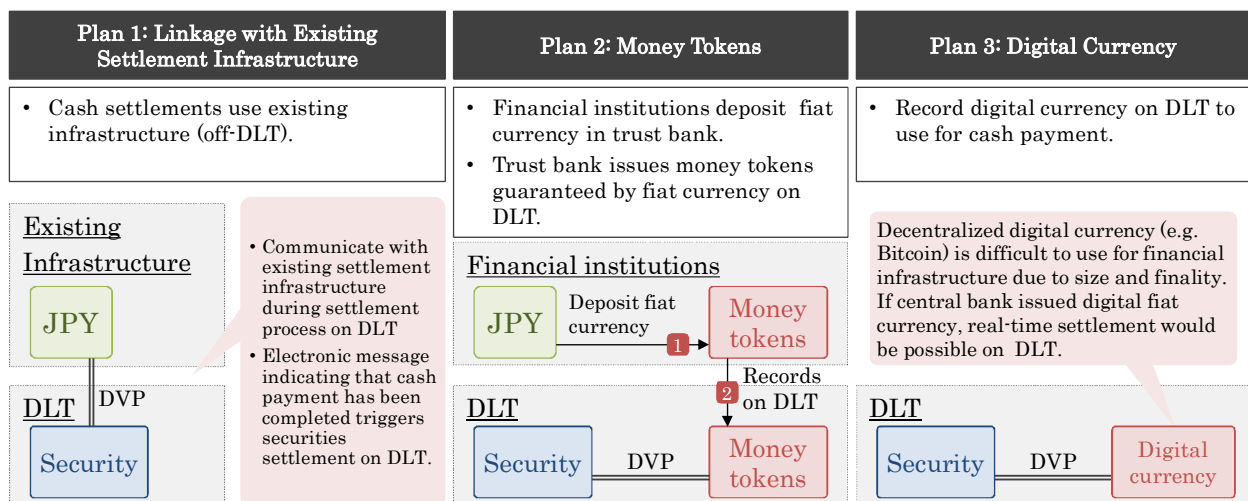 Plan 1: Linkage with Existing
Settlement Infrastructure
• Cash settlements use existing
infrastructure (off-DLT).
Existing
Infrastructure
JPY
DVP
DLT
Security
• Communicate with
existing settlement
infrastructure
during settlement
process on DLT
• Electronic message
indicating that cash
payment has been
completed triggers
securities
settlement on DLT.
Plan 2: Money Tokens
• Financial institutions deposit fiat
currency in trust bank.
• Trust bank issues money tokens
guaranteed by fiat currency on
DLT.
Financial institutions
JPY
Deposit fiat
currency
1
Money
tokens
2
Records
on DLT
DLT
Security
DVP
Money
tokens
Plan 3: Digital Currency
• Record digital currency on DLT to
use for cash payment.
Decentralized digital currency (e.g.
Bitcoin) is difficult to use for financial
infrastructure due to size and finality.
If central bank issued digital fiat
currency, real-time settlement would
be possible on DLT.
DLT
Security
DVP
Digital
currency